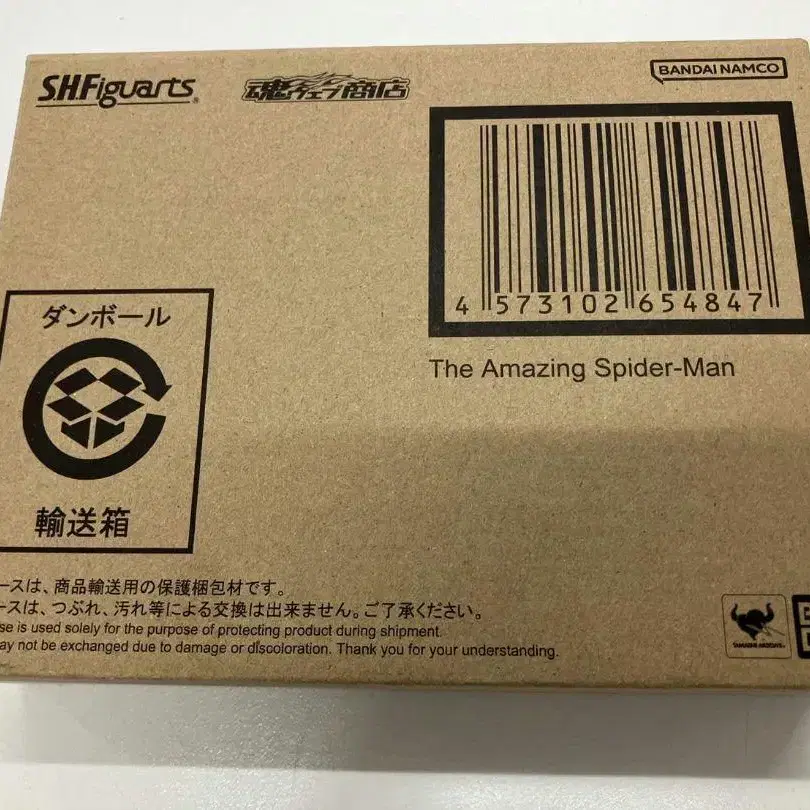 S.H.Figuarts
魂ウェブ商店
BANDAI NAMCO
4 573102 654847
The Amazing Spider-Man
ダンボール
輸送箱
ースは、商品輸送用の保護梱包材です。
ースは、つぶれ、汚れ等による交換は出来ません。ご了承ください。
se is used solely for the purpose of protecting product during shipment.
ay not be exchanged due to damage or discoloration. Thank you for your understanding.
TAMASHII NATIONS